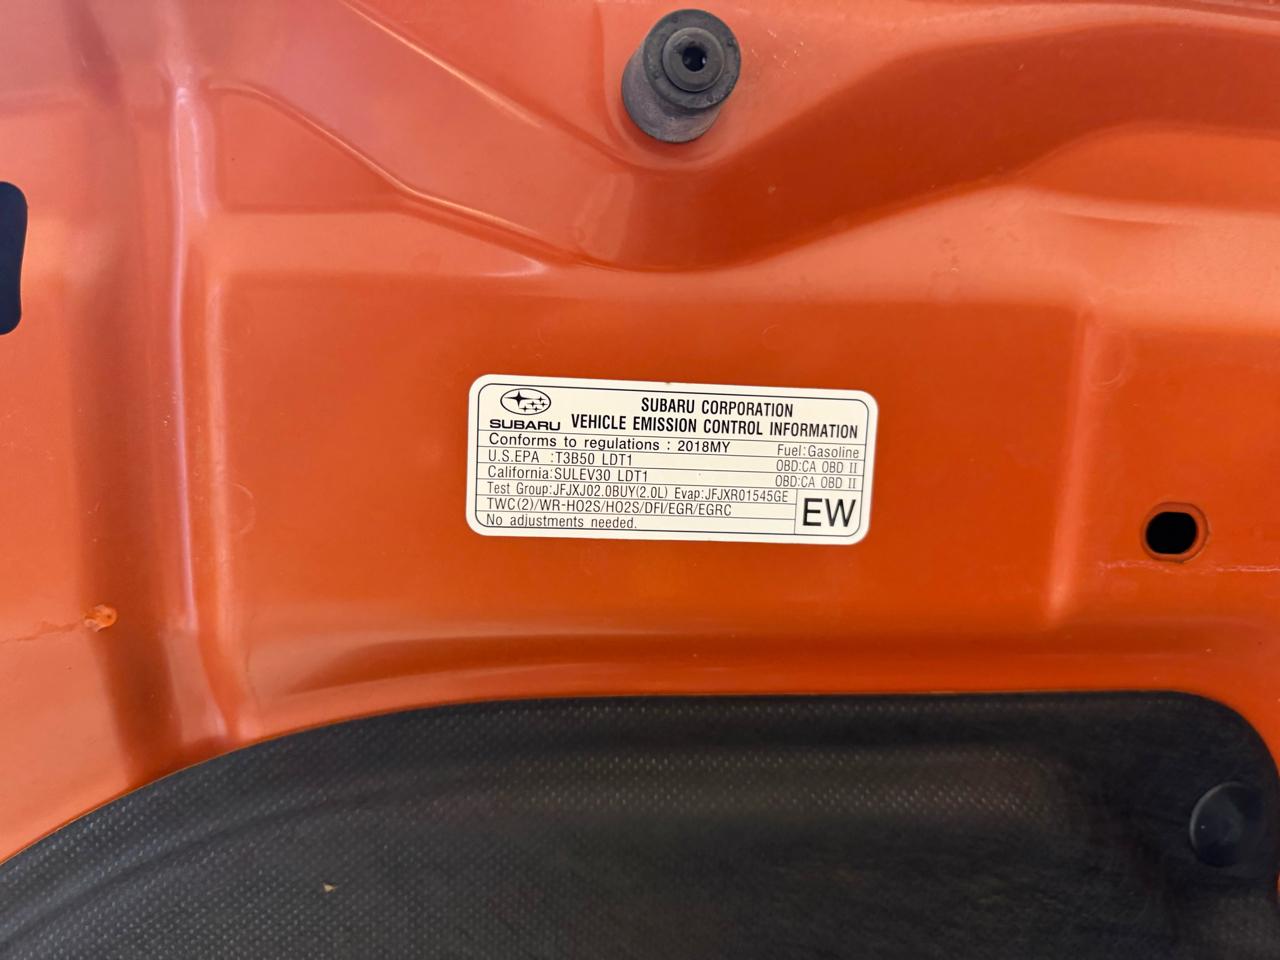 SUBARU CORPORATION
SUBARU VEHICLE EMISSION CONTROL INFORMATION
Conforms to regulations : 2018MY Fuel:Gasoline
U.S.EPA :T3B50 LDT1 OBD:CA OBD II
California:SULEV30 LDT1 OBD:CA OBD II
Test Group:JFJXJ02.0BUY(2.0L) Evap:JFJXR01545GE
TWC(2)/WR-HO2S/HO2S/DFI/EGR/EGRC EW
No adjustments needed.